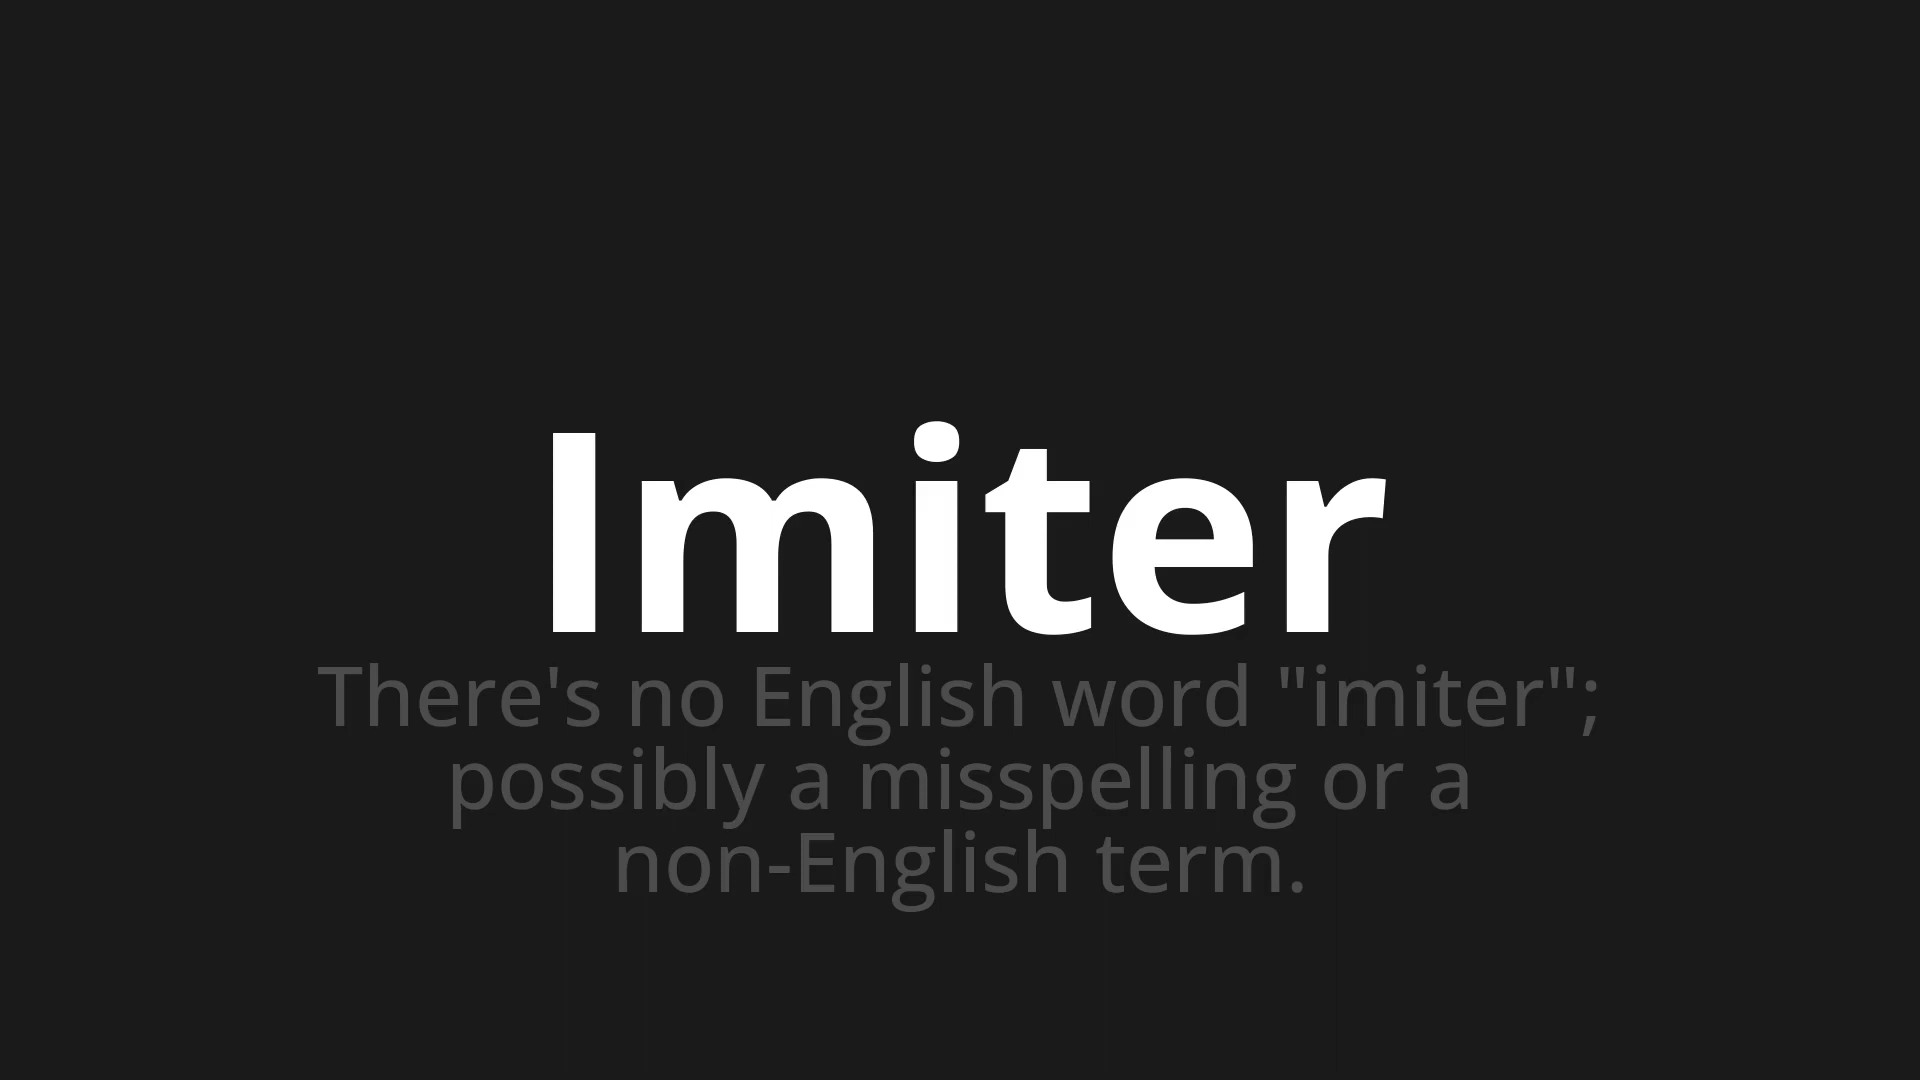 Imiter
There's no English word "imiter";
possibly a misspelling or a
non-English term.